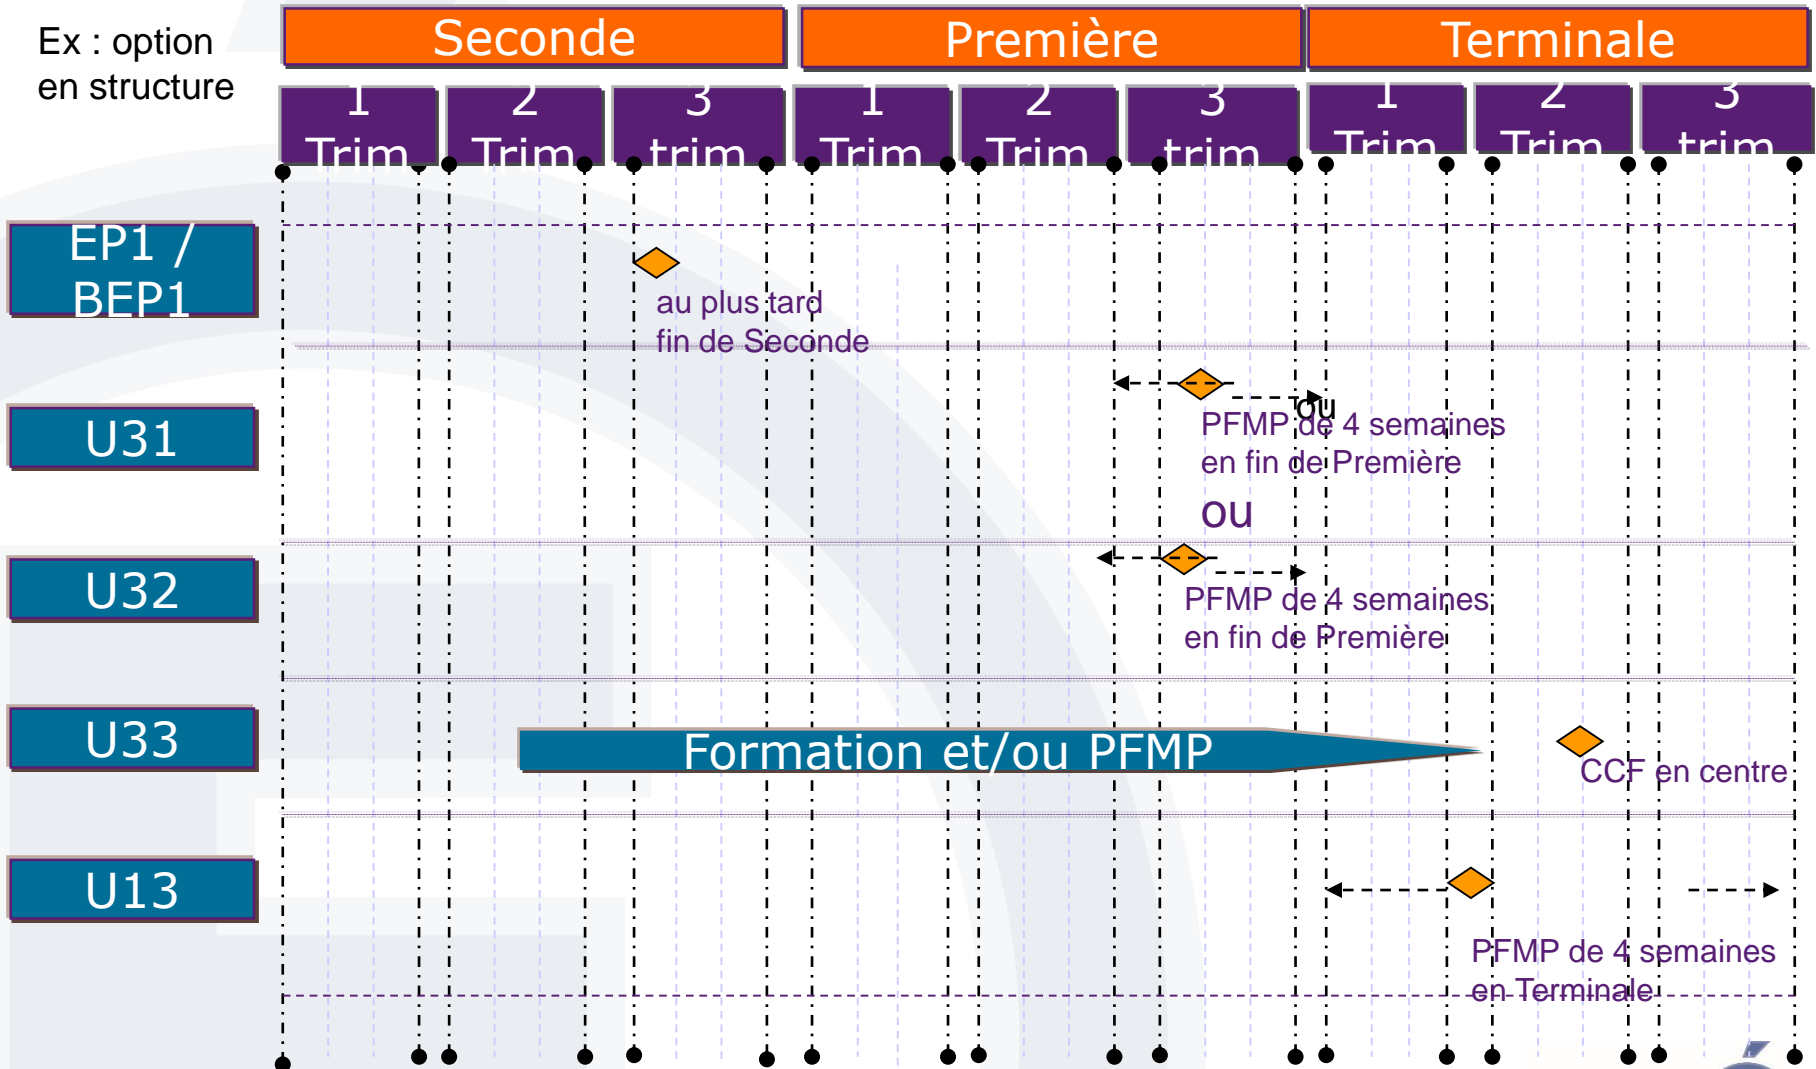 Ex : option
en structure
Seconde
Première
Terminale
1
Trim
2
Trim
3
trim
1
Trim
2
Trim
3
trim
1
Trim
2
Trim
3
trim
EP1 /
BEP1
au plus tard
fin de Seconde
U31
ou
PFMP de 4 semaines
en fin de Première
ou
U32
PFMP de 4 semaines
en fin de Première
U33
Formation et/ou PFMP
CCF en centre
U13
PFMP de 4 semaines
en Terminale